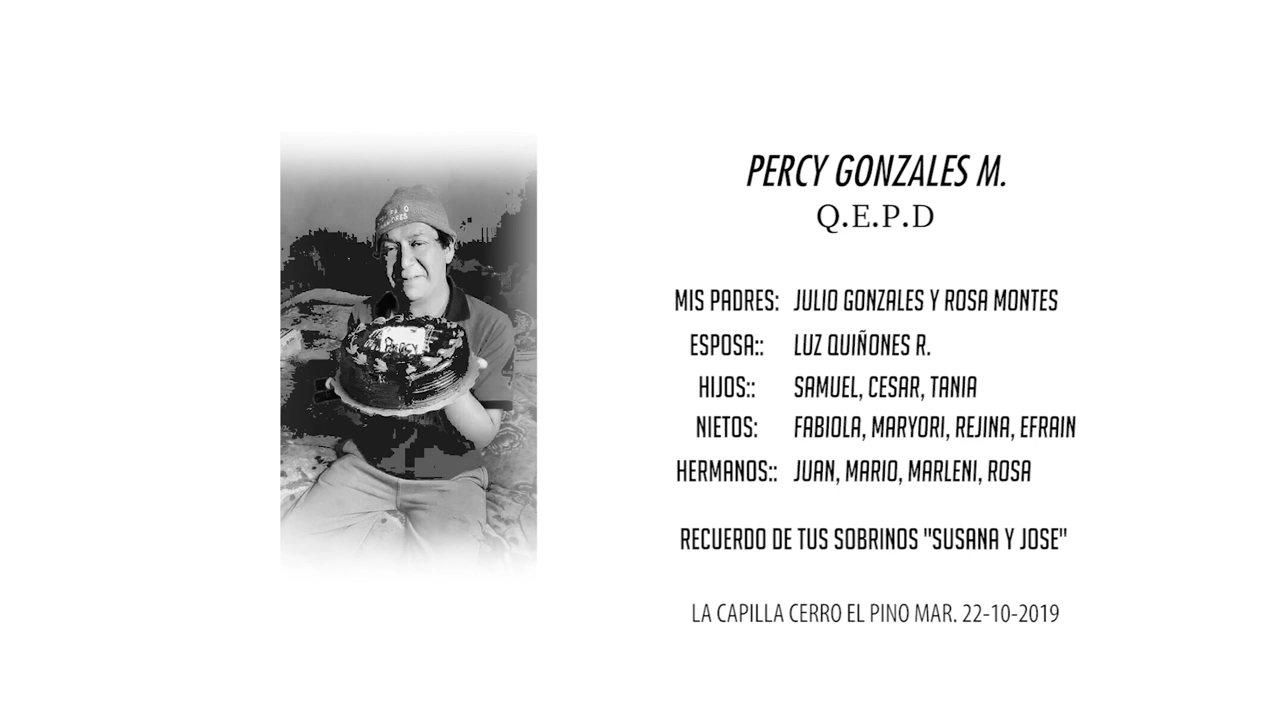 PERCY GONZALES M.
Q.E.P.D
MIS PADRES: JULIO GONZALES Y ROSA MONTES
ESPOSA:: LUZ QUIÑONES R.
HIJOS:: SAMUEL, CESAR, TANIA
NIETOS: FABIOLA, MARYORI, REJINA, EFRAIN
HERMANOS:: JUAN, MARIO, MARLENI, ROSA
RECUERDO DE TUS SOBRINOS "SUSANA Y JOSE"
LA CAPILLA CERRO EL PINO MAR. 22-10-2019